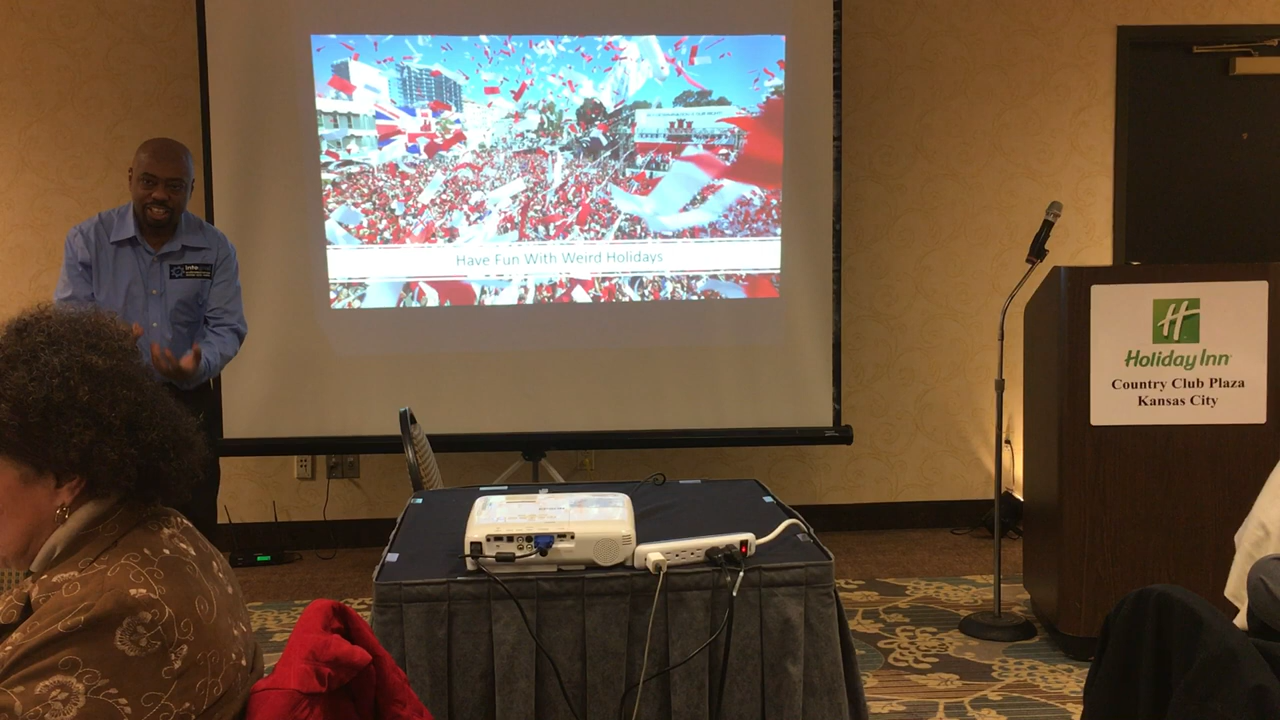 Have Fun With Weird Holidays
H
Holiday Inn
Country Club Plaza
Kansas City